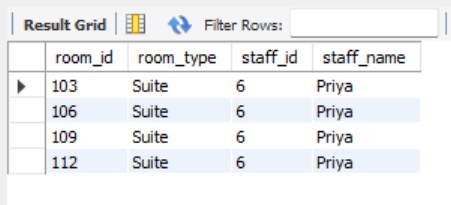 Result Grid Filter Rows:
room_id room_type staff_id staff_name
103 Suite 6 Priya
106 Suite 6 Priya
109 Suite 6 Priya
112 Suite 6 Priya